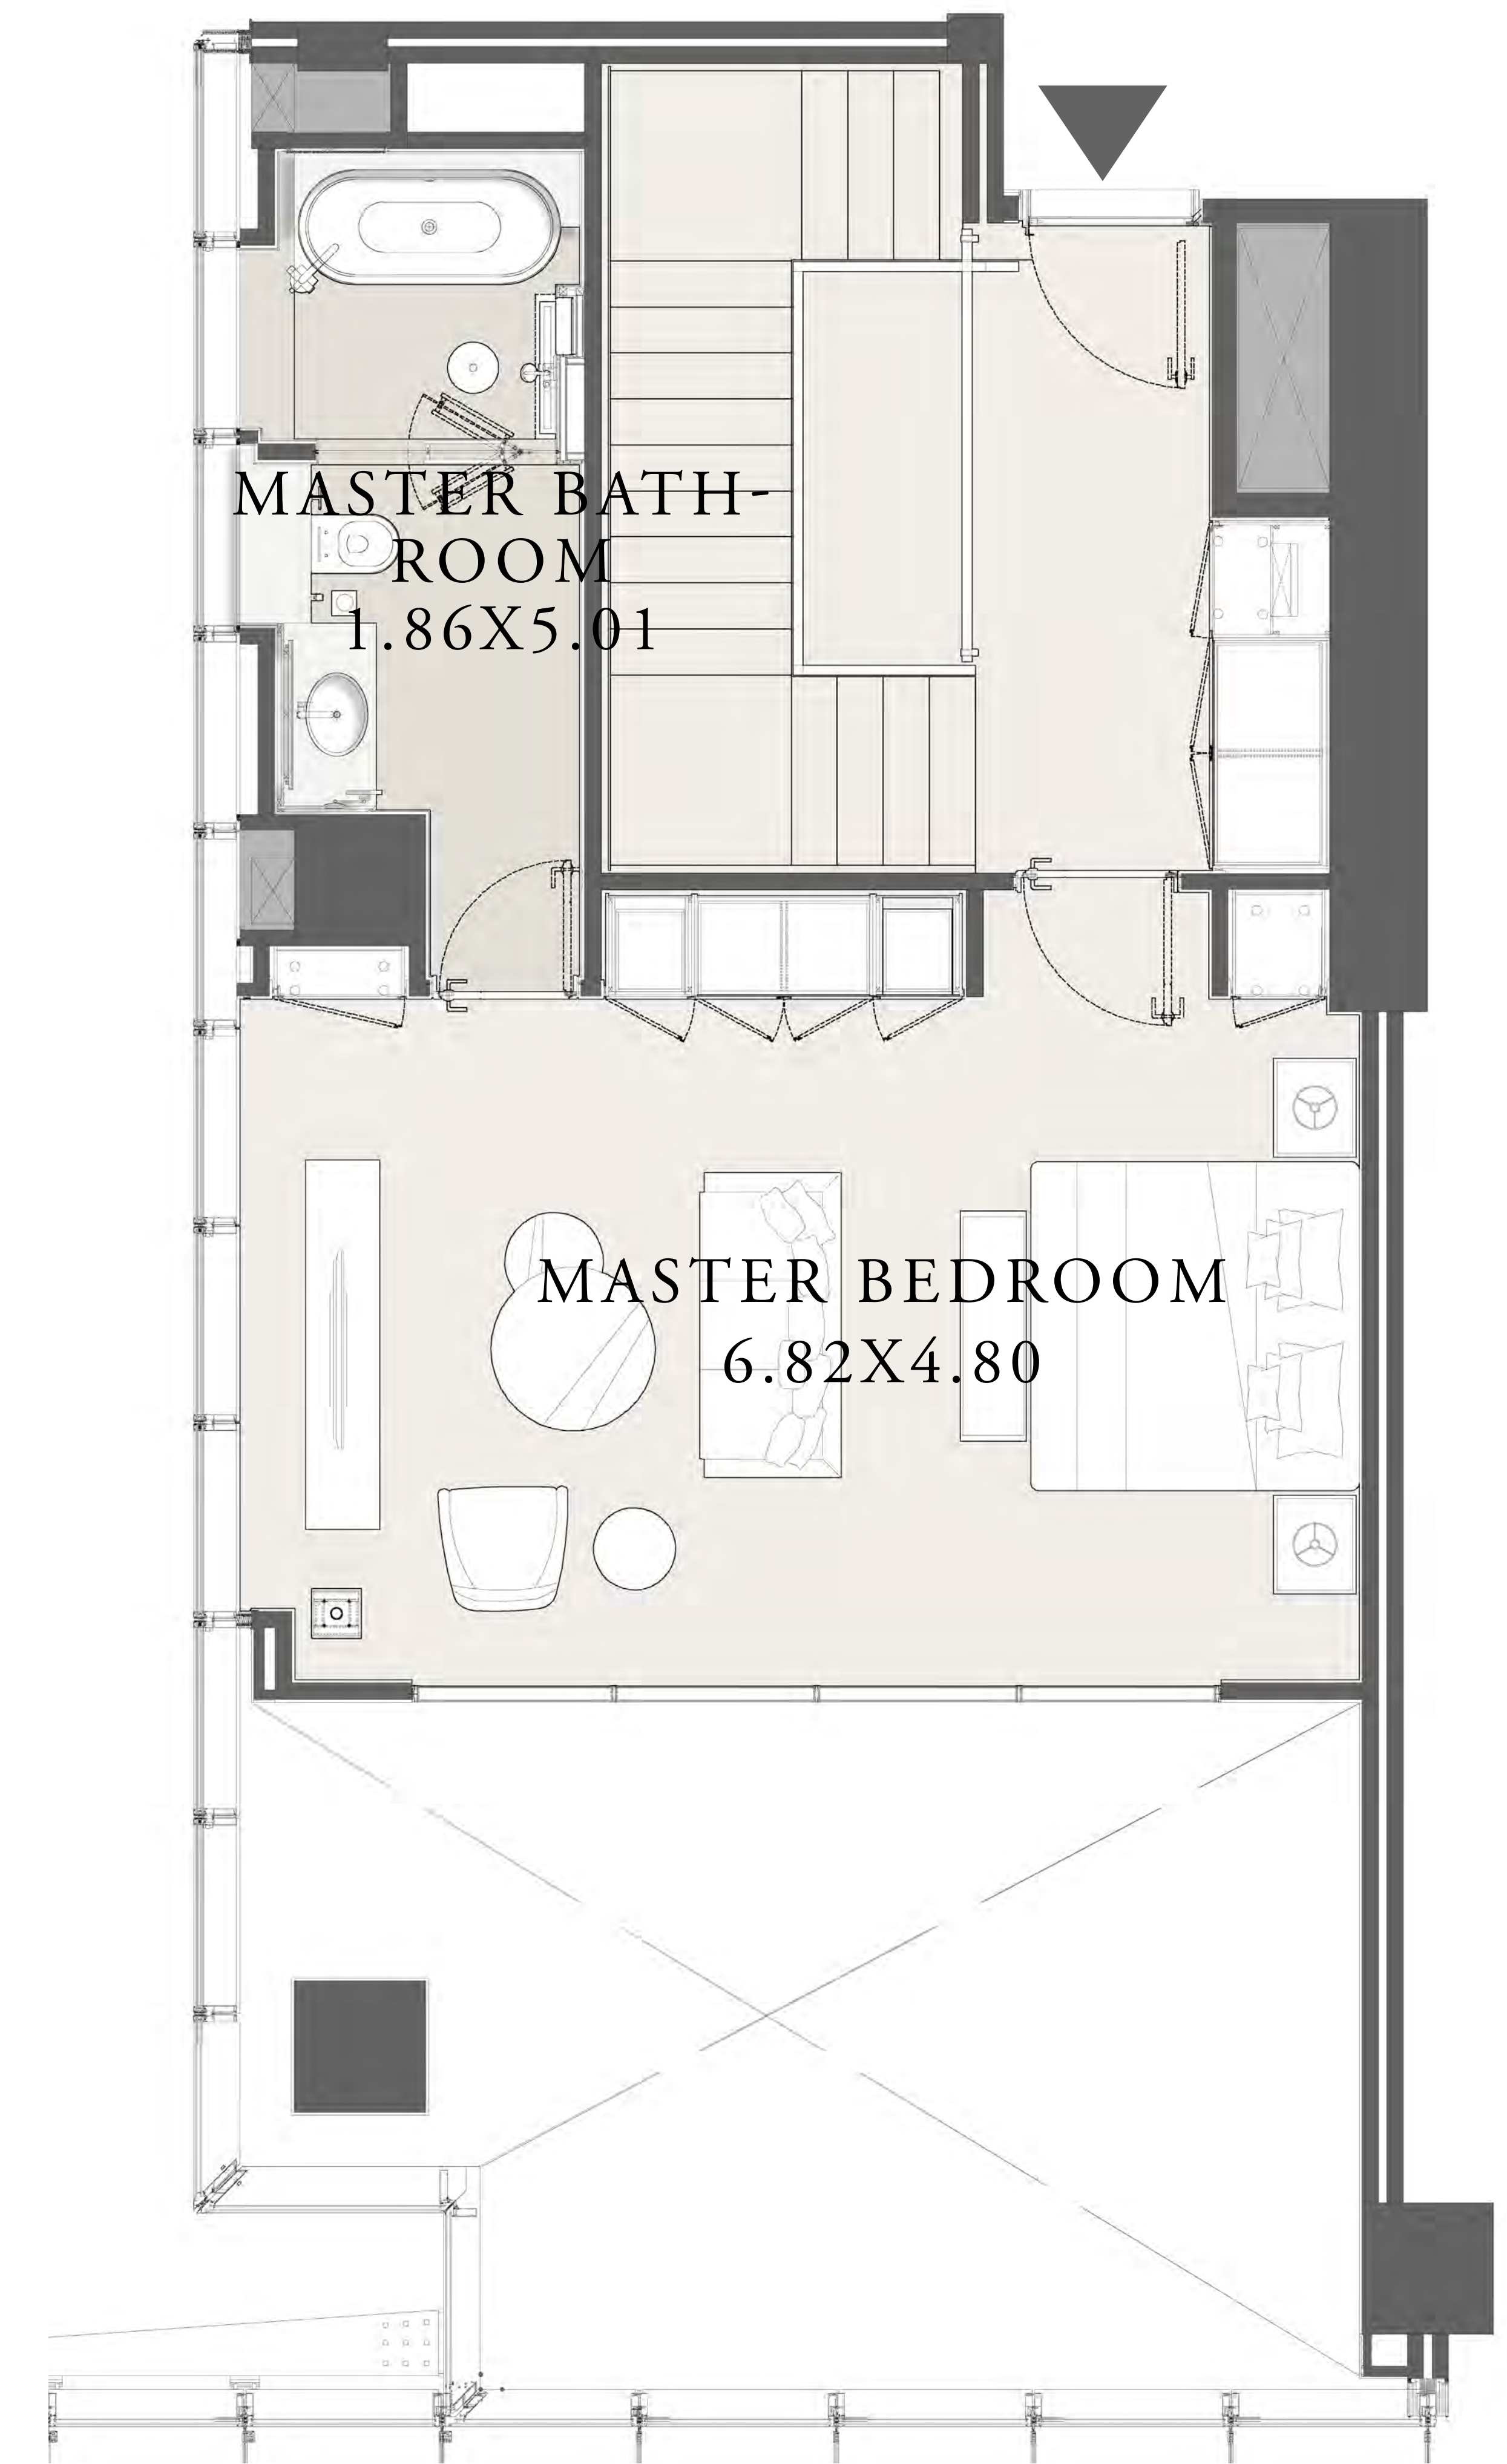 MASTER BATH-
ROOM
1.86X5.01
MASTER BEDROOM
6.82X4.80